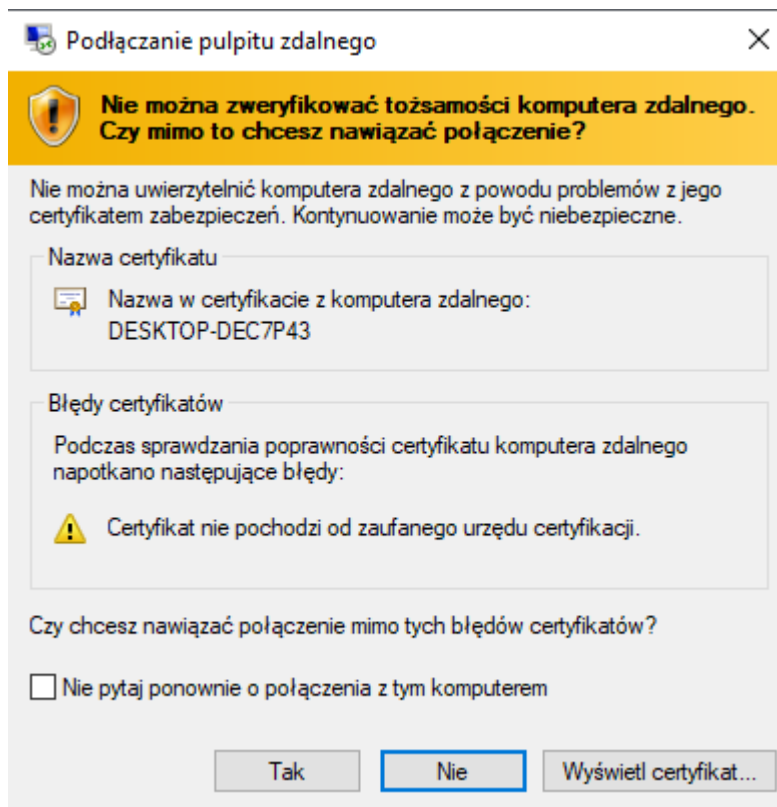 Podłączanie pulpitu zdalnego
Nie można zweryfikować tożsamości komputera zdalnego.
Czy mimo to chcesz nawiązać połączenie?
Nie można uwierzytelnić komputera zdalnego z powodu problemów z jego
certyfikatem zabezpieczeń. Kontynuowanie może być niebezpieczne.
Nazwa certyfikatu
Nazwa w certyfikacie z komputera zdalnego:
DESKTOP-DEC7P43
Błędy certyfikatów
Podczas sprawdzania poprawności certyfikatu komputera zdalnego
napotkano następujące błędy:
Certyfikat nie pochodzi od zaufanego urzędu certyfikacji.
Czy chcesz nawiązać połączenie mimo tych błędów certyfikatów?
Nie pytaj ponownie o połączenia z tym komputerem
Tak Nie Wyświetl certyfikat...